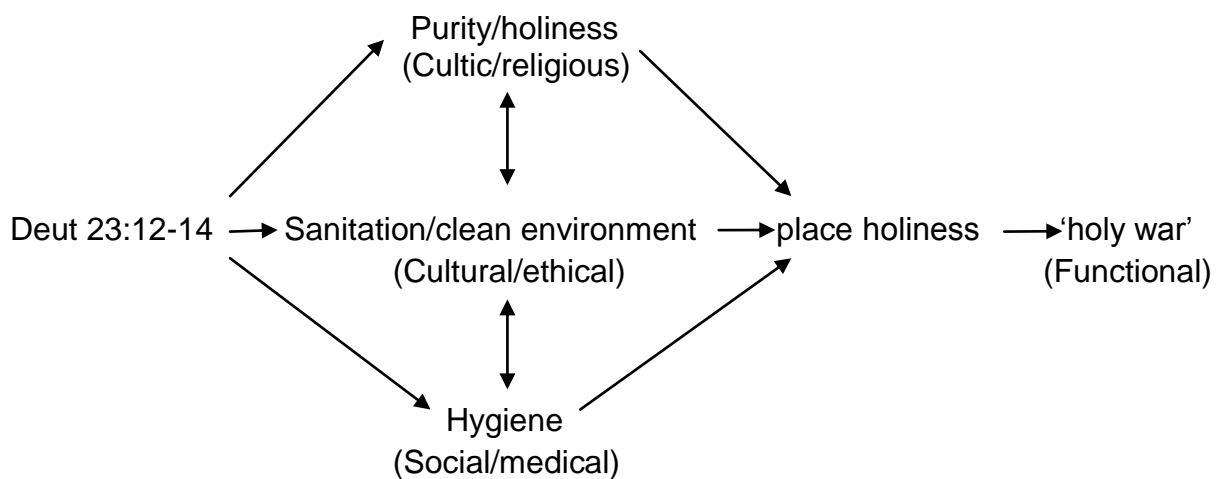 Purity/holiness
(Cultic/religious)
Deut 23:12-14 Sanitation/clean environment place holiness ‘holy war’
(Cultural/ethical) (Functional)
Hygiene
(Social/medical)